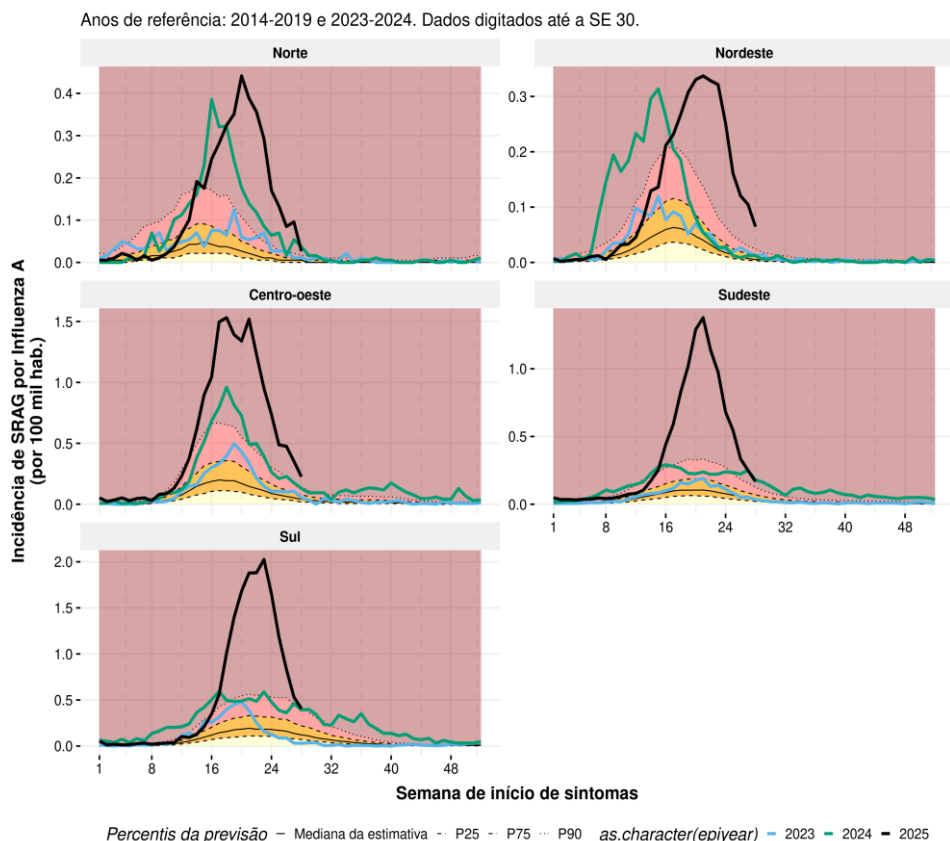 Anos de referência: 2014-2019 e 2023-2024. Dados digitados até a SE 30.
Norte
Nordeste
0.4
0.3
0.2
0.1
0.0
0.3
0.2
0.1
0.0
Centro-oeste
Sudeste
1.5
1.0
0.5
0.0
1.0
0.5
0.0
1 8 16 24 32 40 48
Sul
2.0
1.5
1.0
0.5
0.0
1 8 16 24 32 40 48
Incidência de SRAG por Influenza A
(por 100 mil hab.)
Semana de início de sintomas
Percentis da previsão Mediana da estimativa P25 P75 P90 as.character(epiyear) 2023 2024 2025